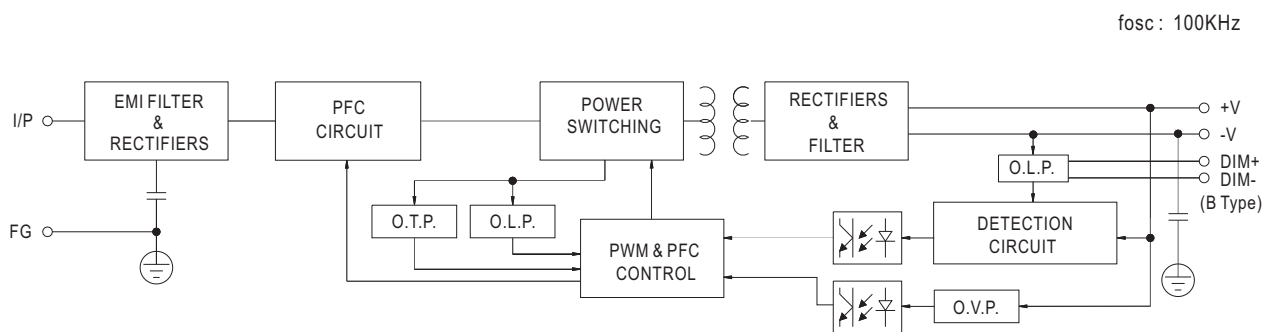 fosc : 100KHz
I/P
EMI FILTER
&
RECTIFIERS
PFC
CIRCUIT
POWER
SWITCHING
RECTIFIERS
&
FILTER
+V
-V
DIM+
DIM-
(B Type)
O.L.P.
FG
O.T.P.
O.L.P.
PWM & PFC
CONTROL
DETECTION
CIRCUIT
O.V.P.